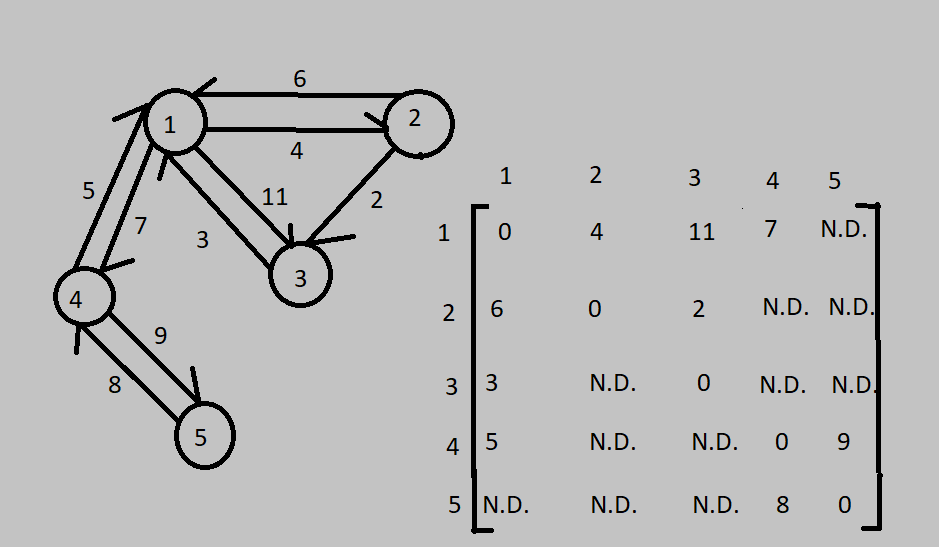 6
1
2
4
5
11
2
7
3
3
4
9
8
5
1 2 3 4 5
1 0 4 11 7 N.D.
2 6 0 2 N.D. N.D.
3 3 N.D. 0 N.D. N.D.
4 5 N.D. N.D. 0 9
5 N.D. N.D. N.D. 8 0